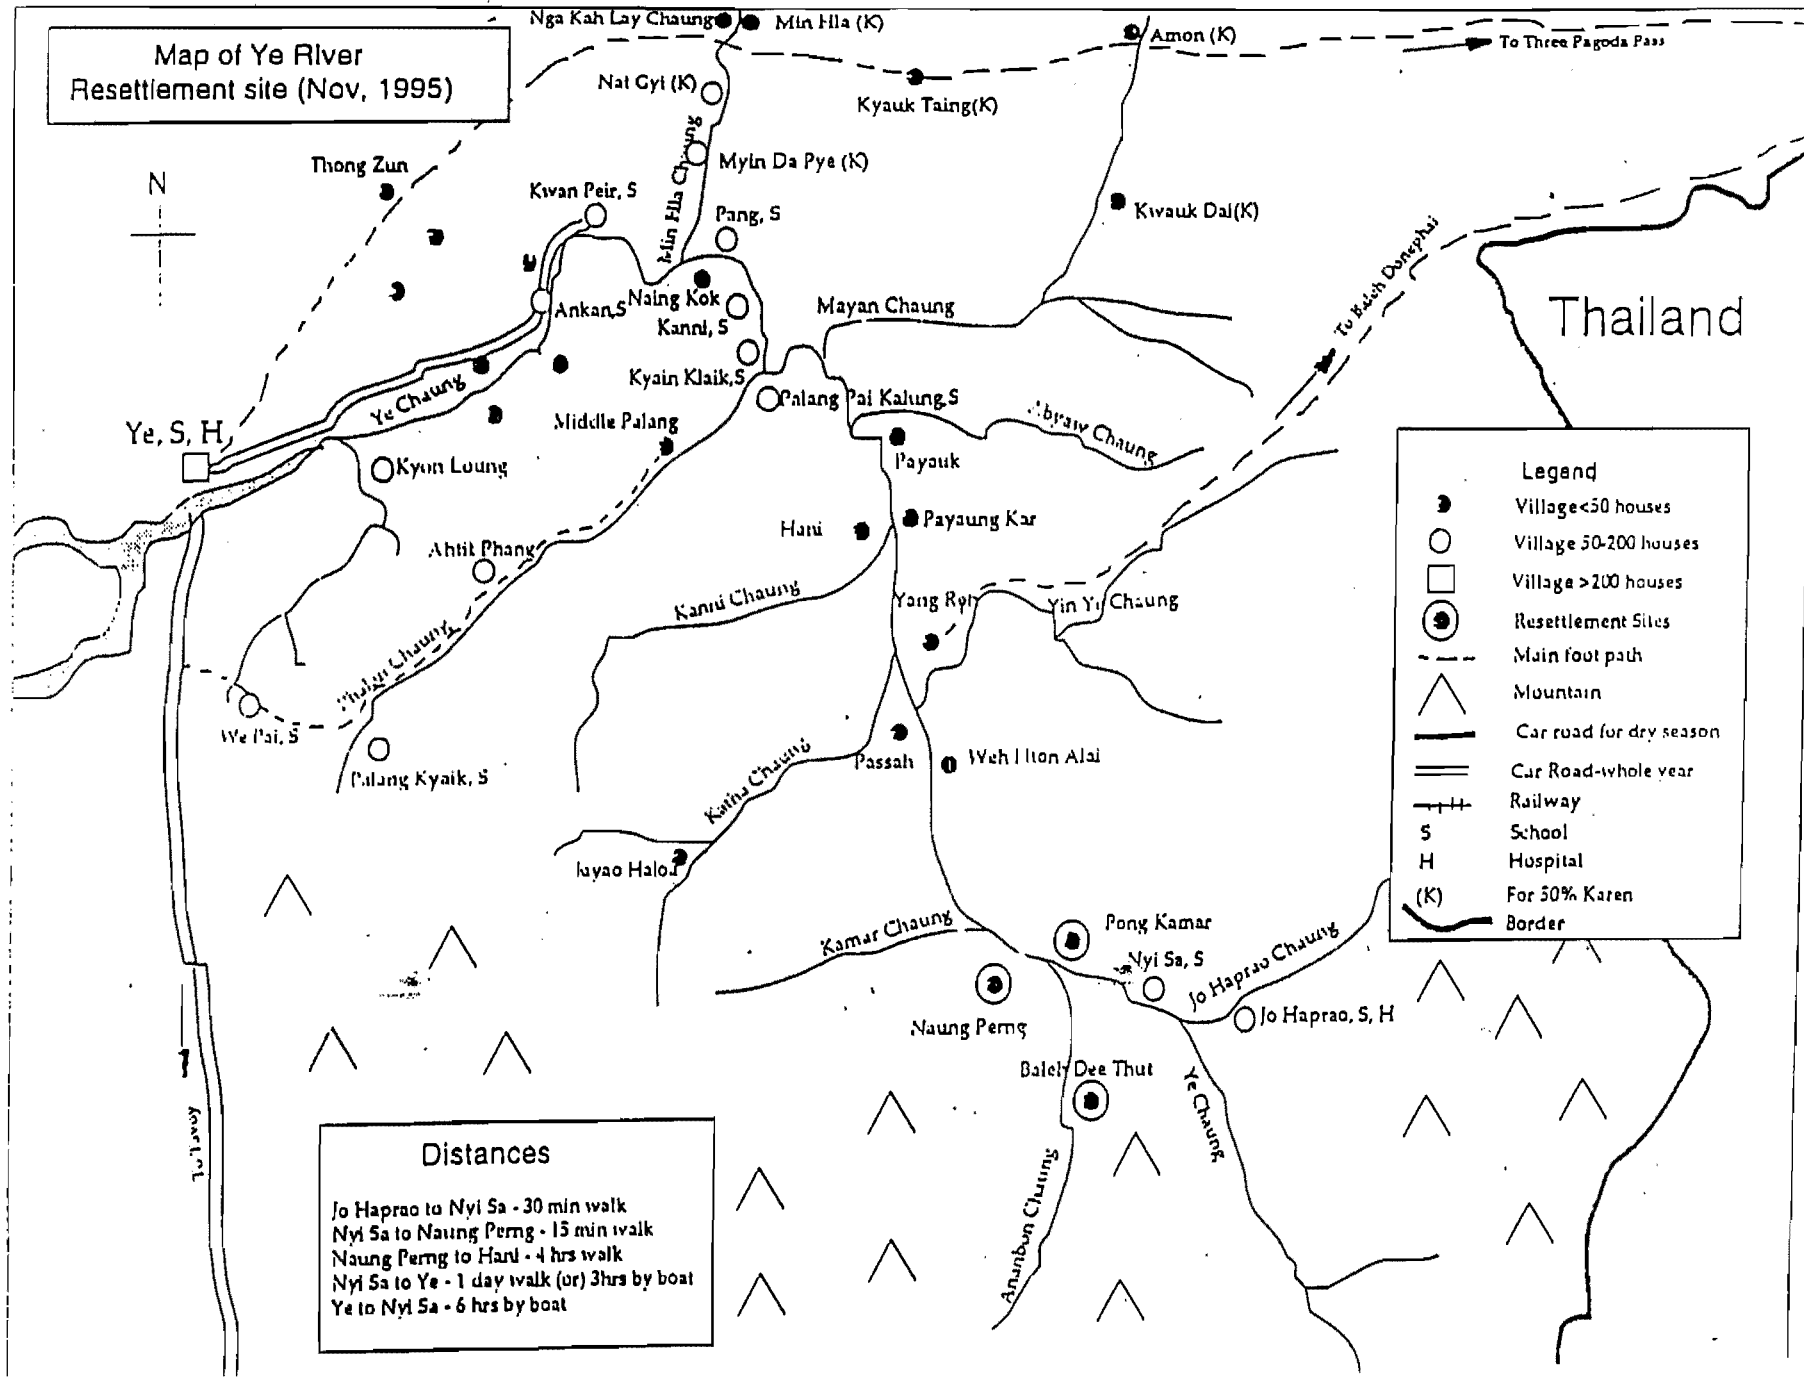 Map of Ye River
Resettlement site (Nov, 1995)
Nga Kah Lay Chaung
Min Hla (K)
Amon (K)
To Three Pagoda Pass
Nat Gyi (K)
Kyauk Taing(K)
Min Hla Chaung
Myin Da Pye (K)
Thong Zun
N
Kwan Peir, S
Pang, S
Kwauk Dai(K)
Naing Kok
Ankan,S
Kanni, S
Mayan Chaung
Thailand
Kyain Klaik,S
Ye Chaung
Palang Pai Kalung,S
Middle Palang
Abyaw Chaung
Ye, S, H
Kyon Loung
Payauk
Hani
Payaung Kar
Ahtit Phang
Kanni Chaung
Yang
Chaung
Chaung
We Pai, S
Palang Kyaik, S
Passah
Alai
Chaung
Kamar Chaung
Pong Kamar
Nyi Sa, S
Jo Haprao Chaung
Jo Haprao, S, H
Naung Perng
Dee Thut
Ye Chaung
Ananbon Chaung
Legend
Village<50 houses
Village 50-200 houses
Village >200 houses
Resettlement Sites
Main foot path
Mountain
Car road for dry season
Car Road-whole year
Railway
S School
H Hospital
(K) For 50% Karen
Border
Distances
Jo Haprao to Nyi Sa - 30 min walk
Nyi Sa to Naung Perng - 15 min walk
Naung Perng to Hani - 4 hrs walk
Nyi Sa to Ye - 1 day walk (or) 3hrs by boat
Ye to Nyi Sa - 6 hrs by boat